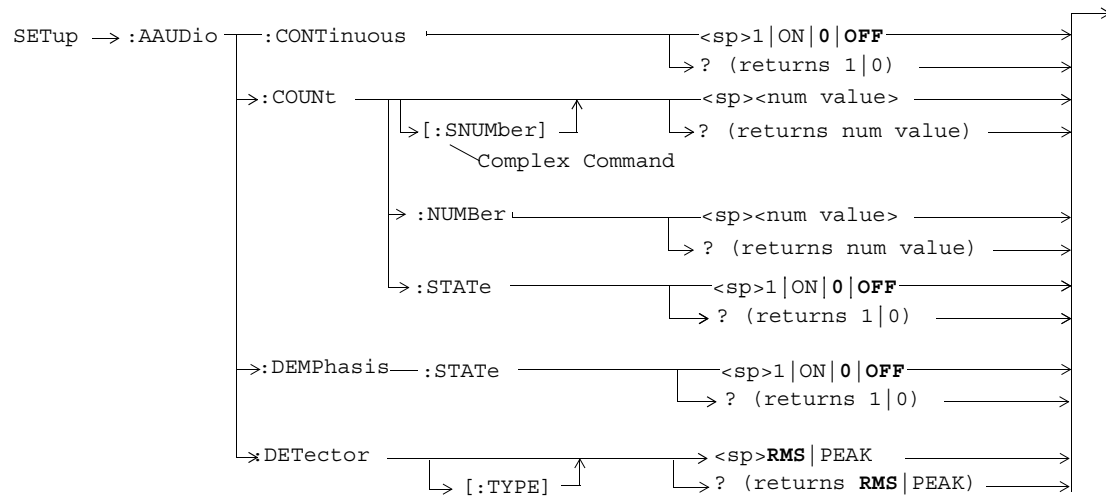 SETup :AAUDio :CONTinuous <sp>1|ON|0|OFF
? (returns 1|0)
:COUNt <sp><num value>
[:SNUMber] ? (returns num value)
Complex Command
:NUMBer <sp><num value>
? (returns num value)
:STATe <sp>1|ON|0|OFF
? (returns 1|0)
:DEMPhasis :STATe <sp>1|ON|0|OFF
? (returns 1|0)
:DETector <sp>RMS|PEAK
[:TYPE] ? (returns RMS|PEAK)